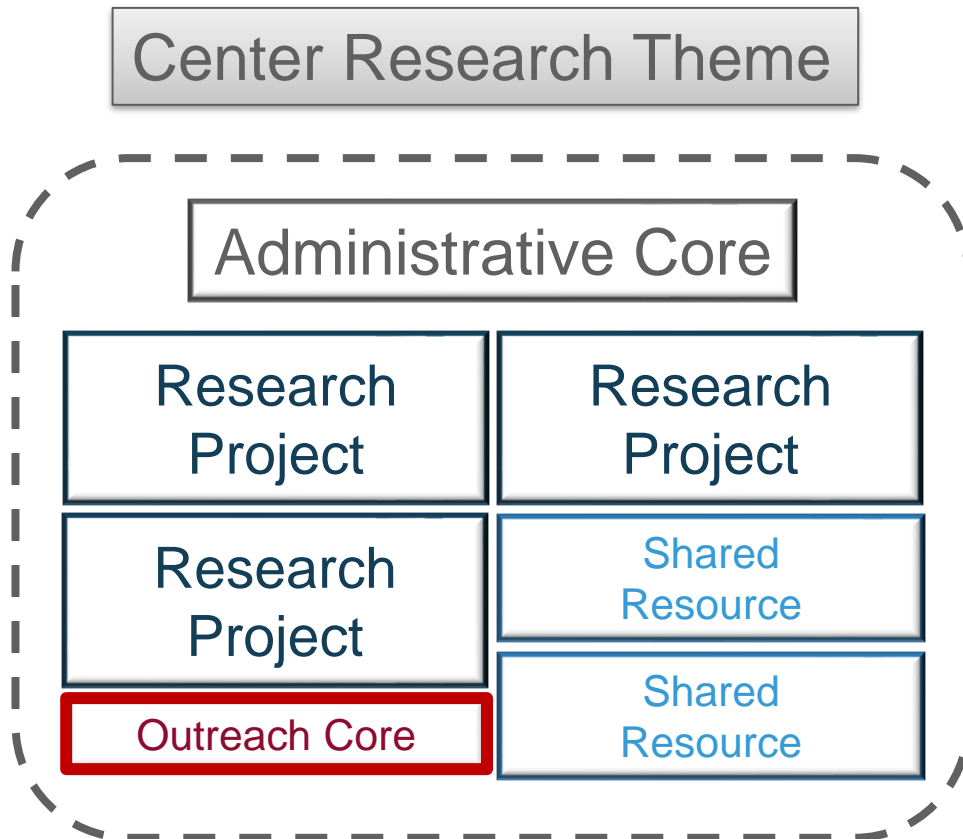 Center Research Theme
Administrative Core
Research
Project
Research
Project
Research
Project
Shared
Resource
Outreach Core
Shared
Resource